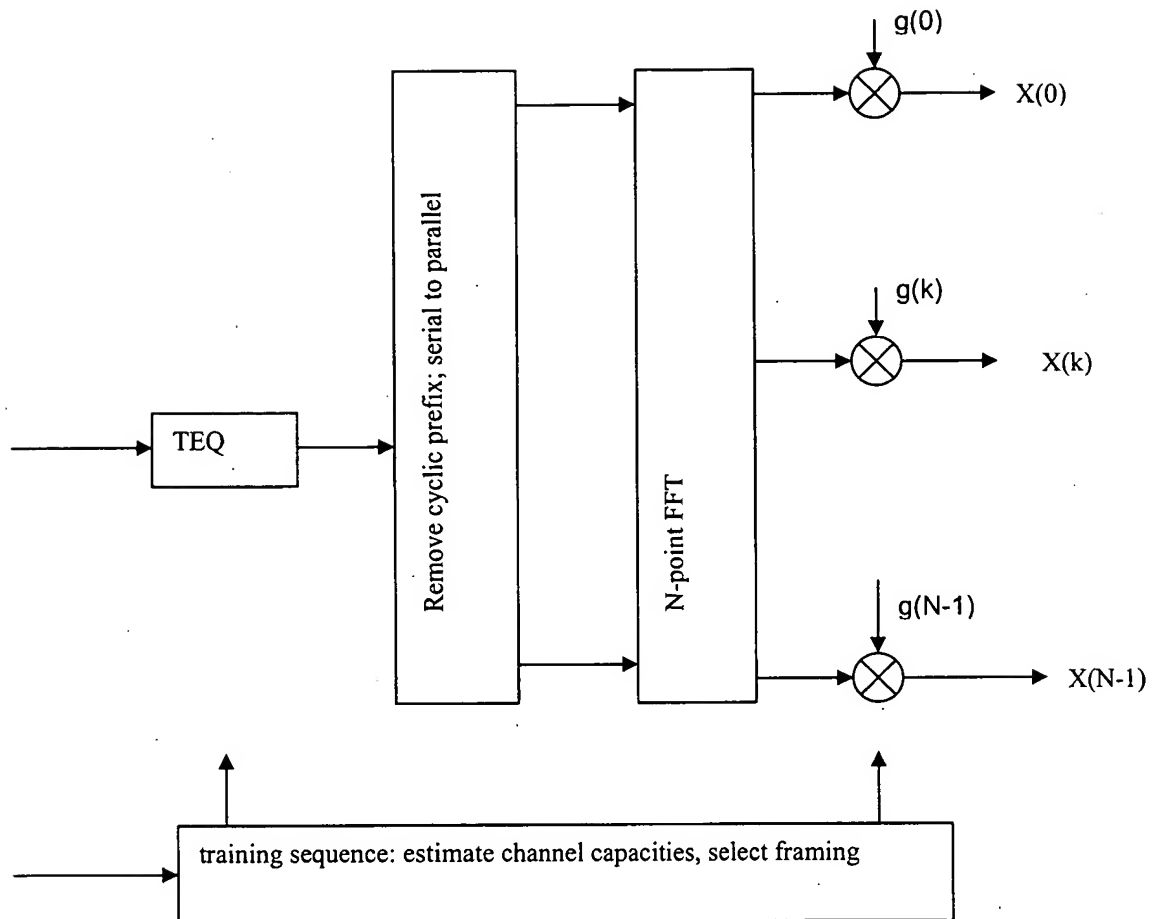 g(0)
X(0)
Remove cyclic prefix; serial to parallel
N-point FFT
g(k)
X(k)
TEQ
g(N-1)
X(N-1)
training sequence: estimate channel capacities, select framing